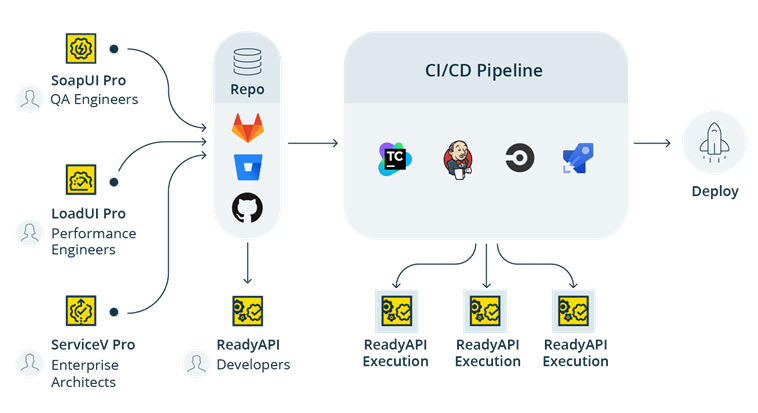 SoapUI Pro
QA Engineers
LoadUI Pro
Performance
Engineers
ServiceV Pro
Enterprise
Architects
Repo
ReadyAPI
Developers
CI/CD Pipeline
TC
ReadyAPI
Execution
ReadyAPI
Execution
ReadyAPI
Execution
Deploy